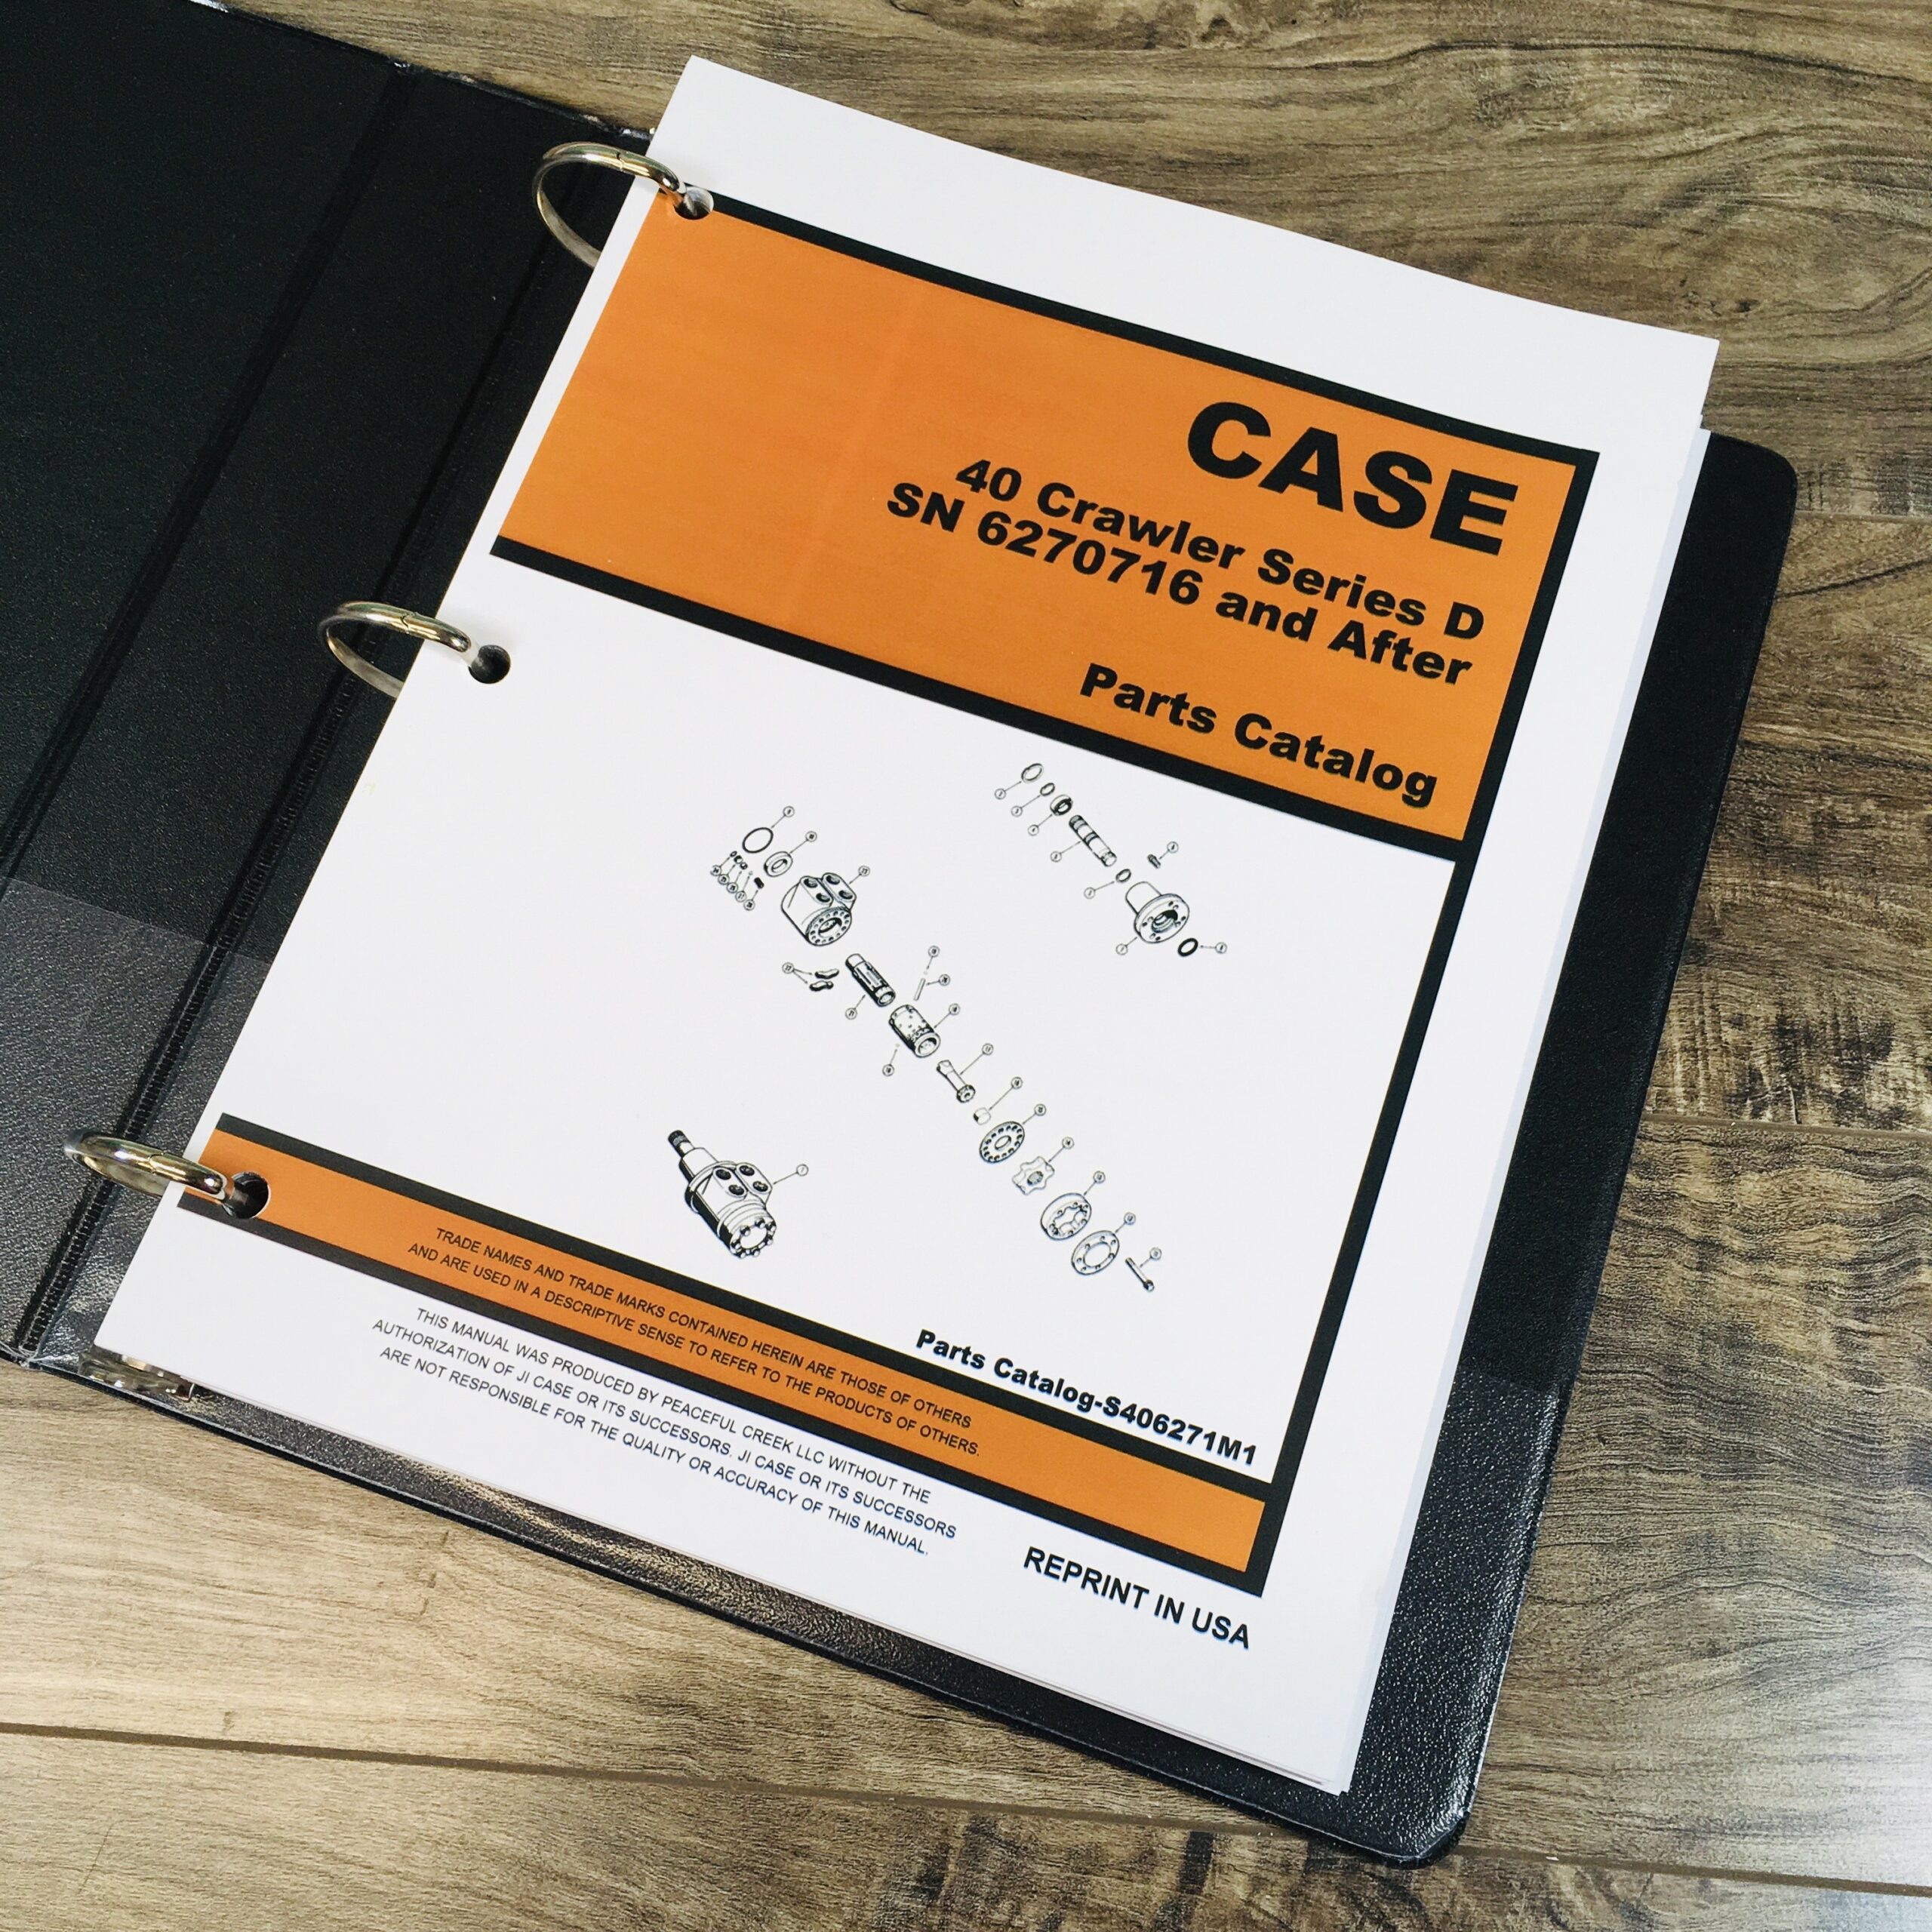 CASE
40 Crawler Series D
SN 6270716 and After
Parts Catalog
Parts Catalog-S406271M1
TRADE NAMES AND TRADE MARKS CONTAINED HEREIN ARE THOSE OF OTHERS
AND ARE USED IN A DESCRIPTIVE SENSE TO REFER TO THE PRODUCTS OF OTHERS.
THIS MANUAL WAS PRODUCED BY PEACEFUL CREEK LLC WITHOUT THE
AUTHORIZATION OF JI CASE OR ITS SUCCESSORS. JI CASE OR ITS SUCCESSORS
ARE NOT RESPONSIBLE FOR THE QUALITY OR ACCURACY OF THIS MANUAL.
REPRINT IN USA